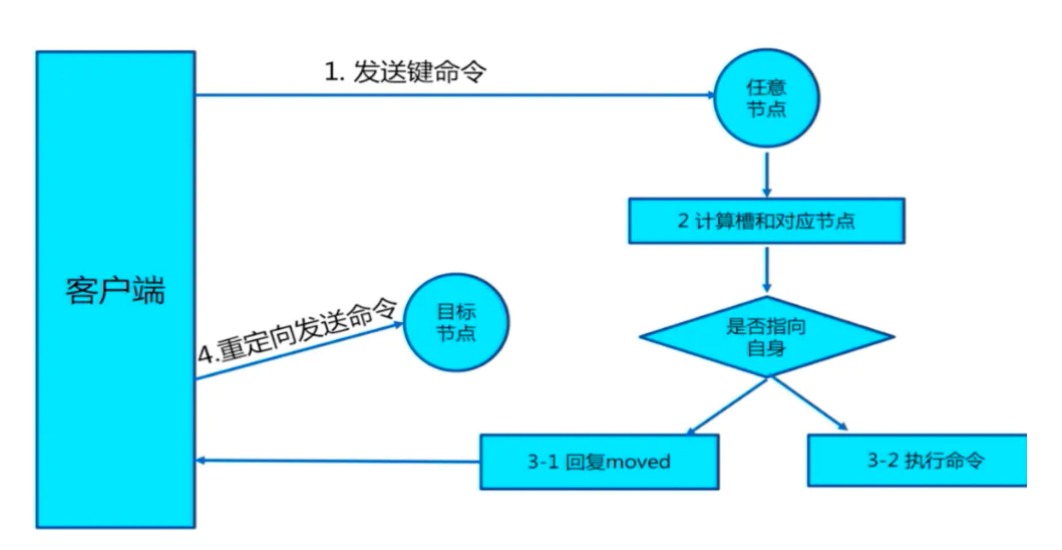 1. 发送键命令
任意
节点
2 计算槽和对应节点
客户端
4.重定向发送命令
目标
节点
是否指向
自身
3-1 回复moved
3-2 执行命令